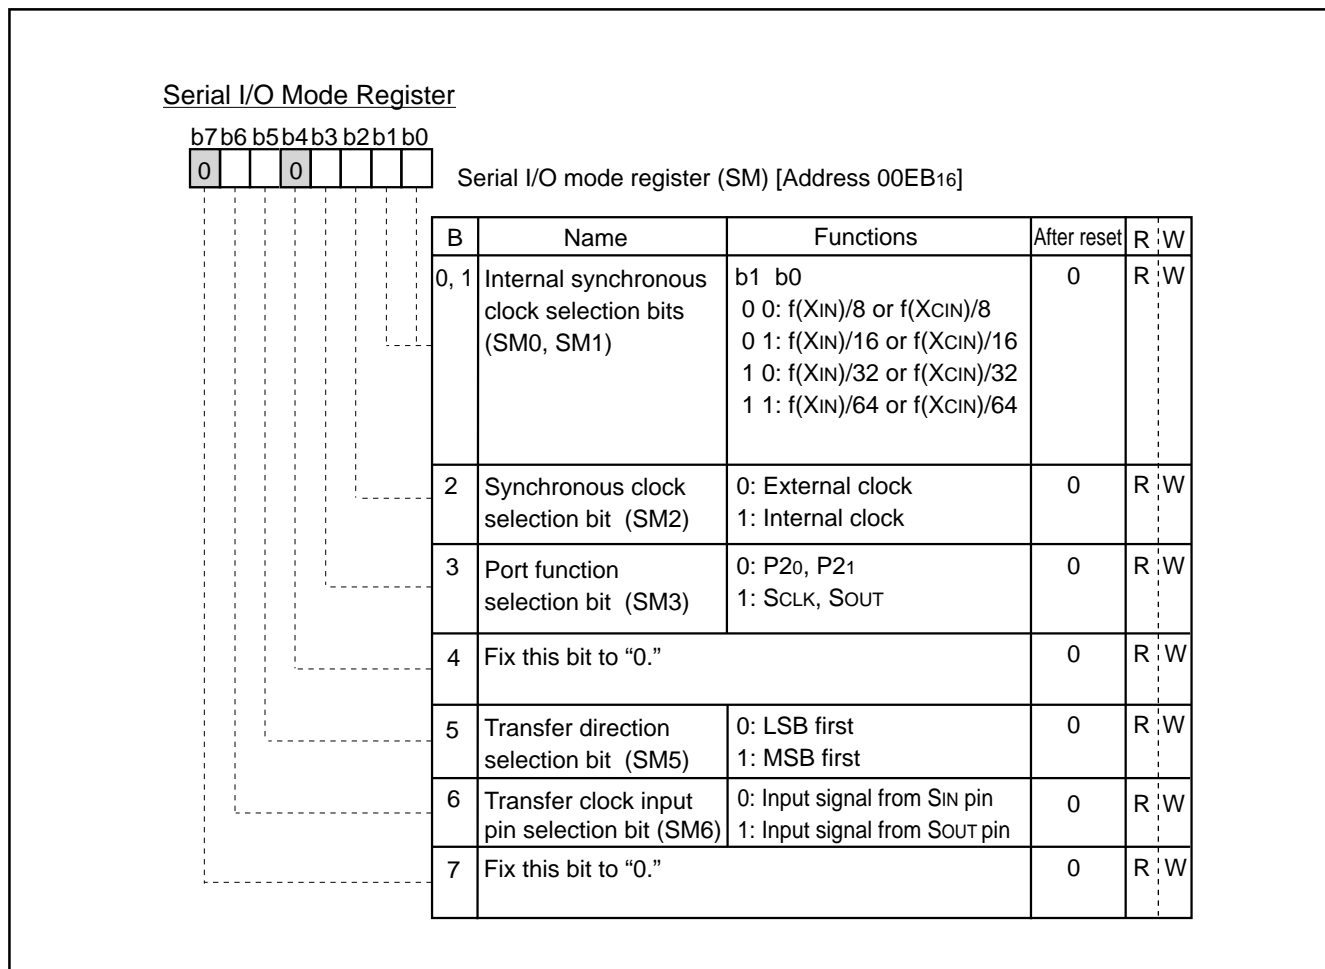 Serial I/O Mode Register
b7 b6 b5 b4 b3 b2 b1 b0
0 0
Serial I/O mode register (SM) [Address 00EB16]
B Name Functions After reset R W
0, 1 Internal synchronous clock selection bits (SM0, SM1) b1 b0 0 R W
0 0: f(XIN)/8 or f(XCIN)/8
0 1: f(XIN)/16 or f(XCIN)/16
1 0: f(XIN)/32 or f(XCIN)/32
1 1: f(XIN)/64 or f(XCIN)/64
2 Synchronous clock 0: External clock 0 R W
selection bit (SM2) 1: Internal clock
3 Port function 0: P20, P21 0 R W
selection bit (SM3) 1: SCLK, SOUT
4 Fix this bit to “0.” 0 R W
5 Transfer direction 0: LSB first 0 R W
selection bit (SM5) 1: MSB first
6 Transfer clock input 0: Input signal from SIN pin 0 R W
pin selection bit (SM6) 1: Input signal from SOUT pin
7 Fix this bit to “0.” 0 R W